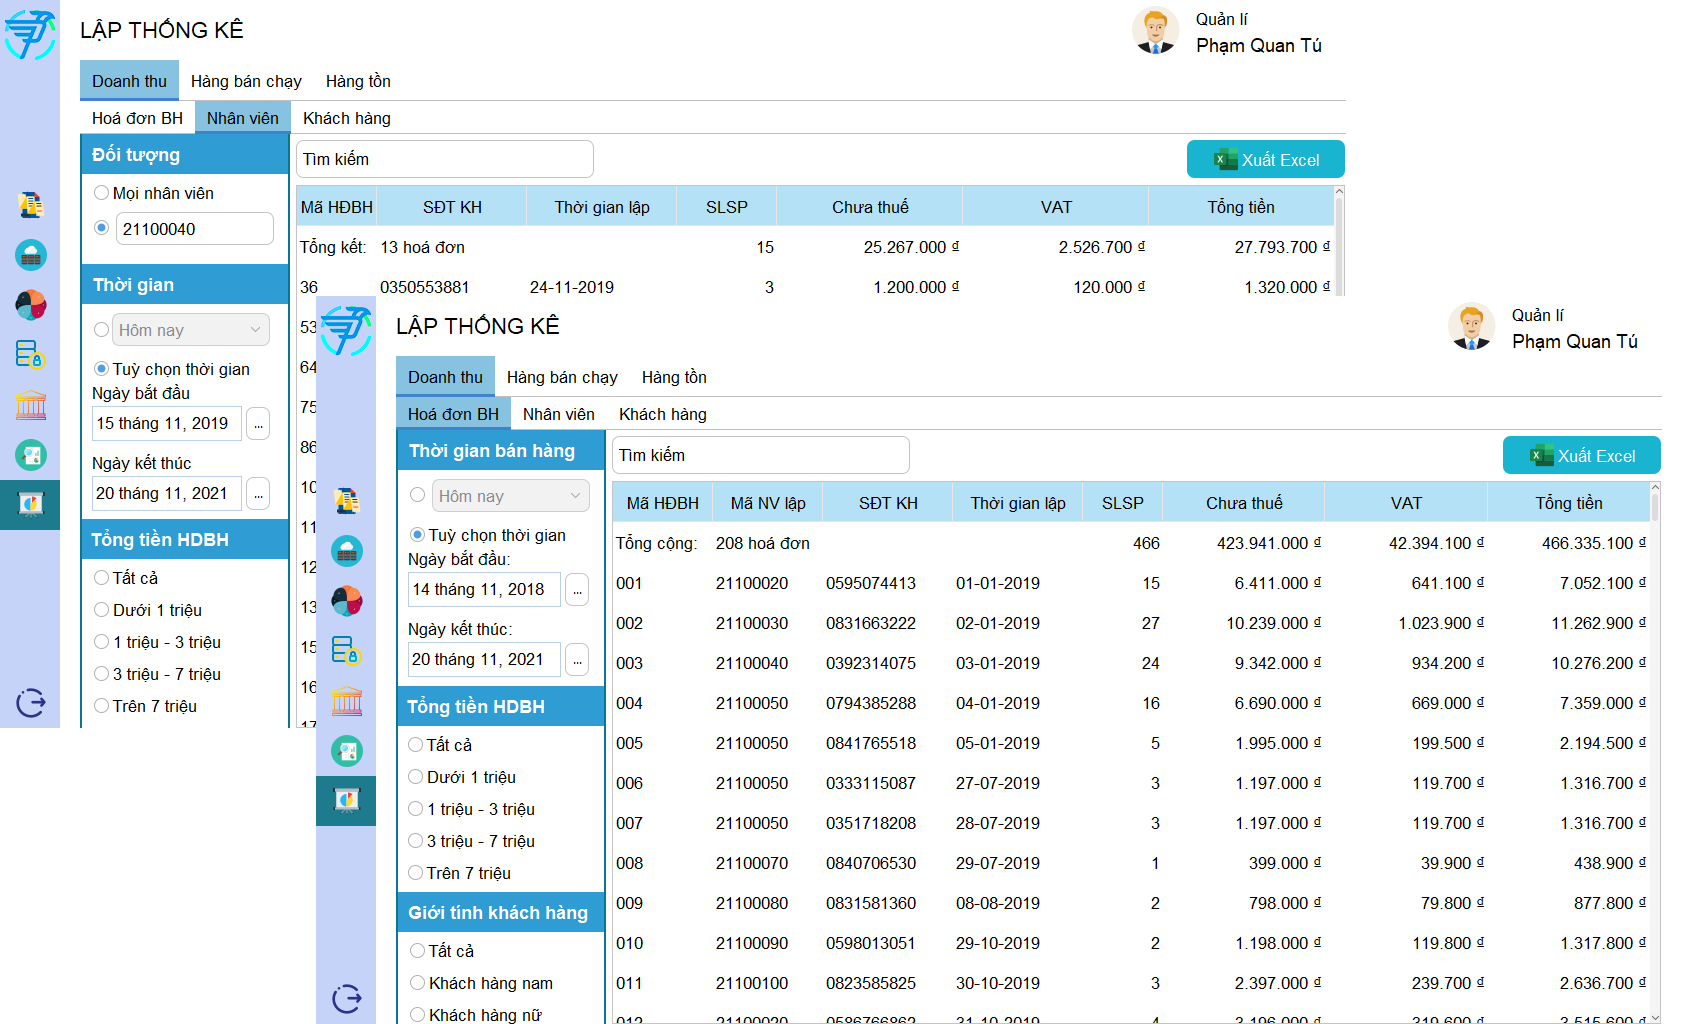 LẬP THỐNG KÊ
Quản lí
Phạm Quan Tú
Doanh thu Hàng bán chạy Hàng tồn
Hoá đơn BH Nhân viên Khách hàng
Đối tượng
Mọi nhân viên
21100040
Thời gian
Hôm nay
Tuỳ chọn thời gian
Ngày bắt đầu
15 tháng 11, 2019 ...
Ngày kết thúc
20 tháng 11, 2021 ...
Tổng tiền HDBH
Tất cả
Dưới 1 triệu
1 triệu - 3 triệu
3 triệu - 7 triệu
Trên 7 triệu
Tìm kiếm
Xuất Excel
Mã HĐBH SĐT KH Thời gian lập SLSP Chưa thuế VAT Tổng tiền
Tổng kết: 13 hoá đơn 15 25.267.000 ₫ 2.526.700 ₫ 27.793.700 ₫
36 0350553881 24-11-2019 3 1.200.000 ₫ 120.000 ₫ 1.320.000 ₫
53
64
75
86
10
11
12
13
15
16
17
LẬP THỐNG KÊ
Quản lí
Phạm Quan Tú
Doanh thu Hàng bán chạy Hàng tồn
Hoá đơn BH Nhân viên Khách hàng
Thời gian bán hàng
Hôm nay
Tuỳ chọn thời gian
Ngày bắt đầu:
14 tháng 11, 2018 ...
Ngày kết thúc:
20 tháng 11, 2021 ...
Tổng tiền HDBH
Tất cả
Dưới 1 triệu
1 triệu - 3 triệu
3 triệu - 7 triệu
Trên 7 triệu
Giới tính khách hàng
Tất cả
Khách hàng nam
Khách hàng nữ
Tìm kiếm
Xuất Excel
Mã HĐBH Mã NV lập SĐT KH Thời gian lập SLSP Chưa thuế VAT Tổng tiền
Tổng cộng: 208 hoá đơn 466 423.941.000 ₫ 42.394.100 ₫ 466.335.100 ₫
001 21100020 0595074413 01-01-2019 15 6.411.000 ₫ 641.100 ₫ 7.052.100 ₫
002 21100030 0831663222 02-01-2019 27 10.239.000 ₫ 1.023.900 ₫ 11.262.900 ₫
003 21100040 0392314075 03-01-2019 24 9.342.000 ₫ 934.200 ₫ 10.276.200 ₫
004 21100050 0794385288 04-01-2019 16 6.690.000 ₫ 669.000 ₫ 7.359.000 ₫
005 21100050 0841765518 05-01-2019 5 1.995.000 ₫ 199.500 ₫ 2.194.500 ₫
006 21100050 0333115087 27-07-2019 3 1.197.000 ₫ 119.700 ₫ 1.316.700 ₫
007 21100050 0351718208 28-07-2019 3 1.197.000 ₫ 119.700 ₫ 1.316.700 ₫
008 21100070 0840706530 29-07-2019 1 399.000 ₫ 39.900 ₫ 438.900 ₫
009 21100080 0831581360 08-08-2019 2 798.000 ₫ 79.800 ₫ 877.800 ₫
010 21100090 0598013051 29-10-2019 2 1.198.000 ₫ 119.800 ₫ 1.317.800 ₫
011 21100100 0823585825 30-10-2019 3 2.397.000 ₫ 239.700 ₫ 2.636.700 ₫
012 21100020 0586766862 31-10-2019 4 3.196.000 ₫ 319.600 ₫ 3.515.600 ₫